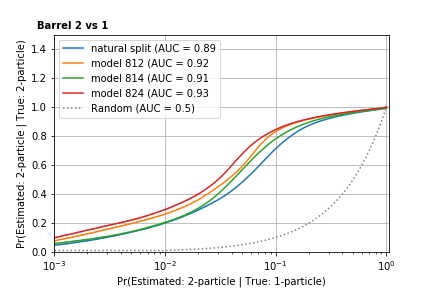 Barrel 2 vs 1
Pr(Estimated: 2-particle | True: 2-particle)
1.4
1.2
1.0
0.8
0.6
0.4
0.2
0.0
natural split (AUC = 0.89
model 812 (AUC = 0.92
model 814 (AUC = 0.91
model 824 (AUC = 0.93
Random (AUC = 0.5)
10⁻³ 10⁻² 10⁻¹ 10⁰
Pr(Estimated: 2-particle | True: 1-particle)